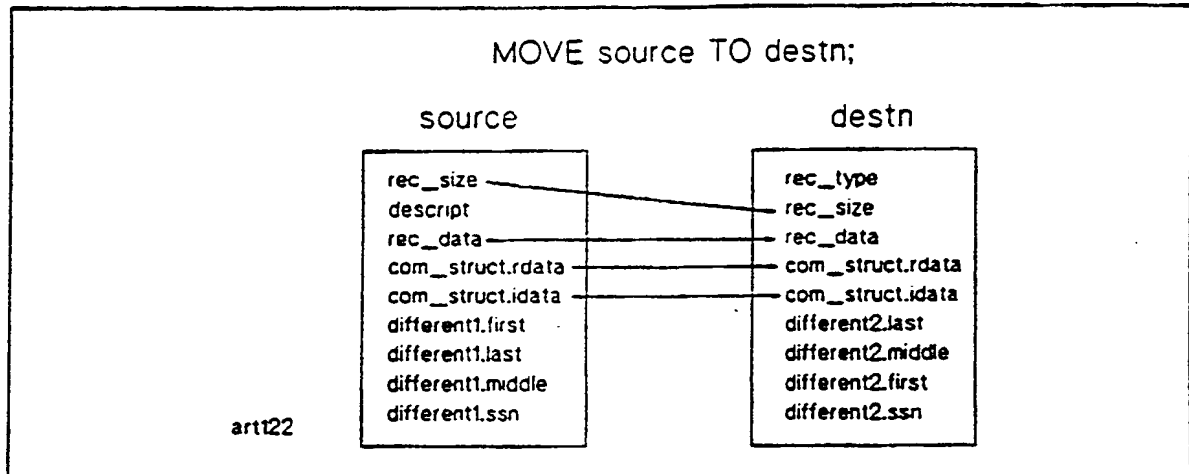 MOVE source TO destn;
source
destn
rec_size
descript
rec_data
com_struct.rdata
com_struct.idata
different1.first
different1.last
different1.middle
different1.ssn
rec_type
rec_size
rec_data
com_struct.rdata
com_struct.idata
different2.last
different2.middle
different2.first
different2.ssn
art122